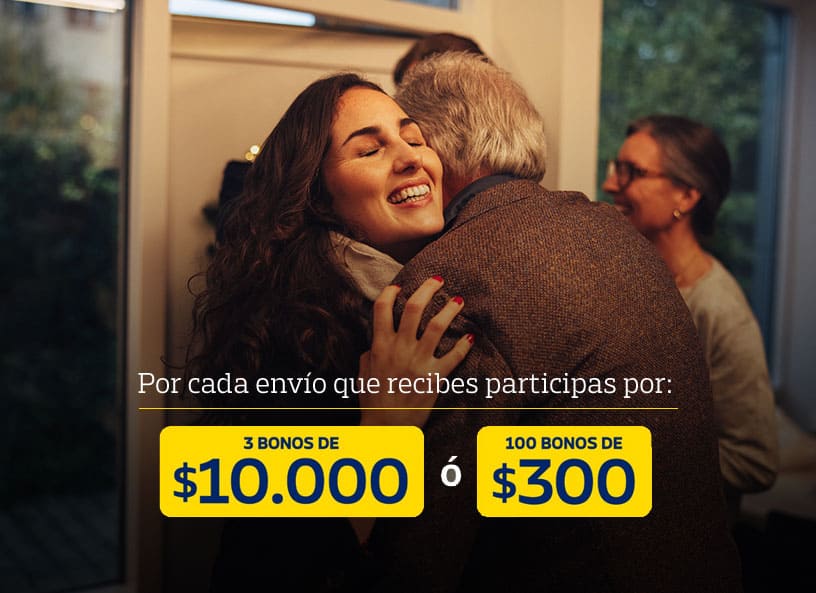 Por cada envío que recibes participas por:
3 BONOS DE
$10.000
ó
100 BONOS DE
$300